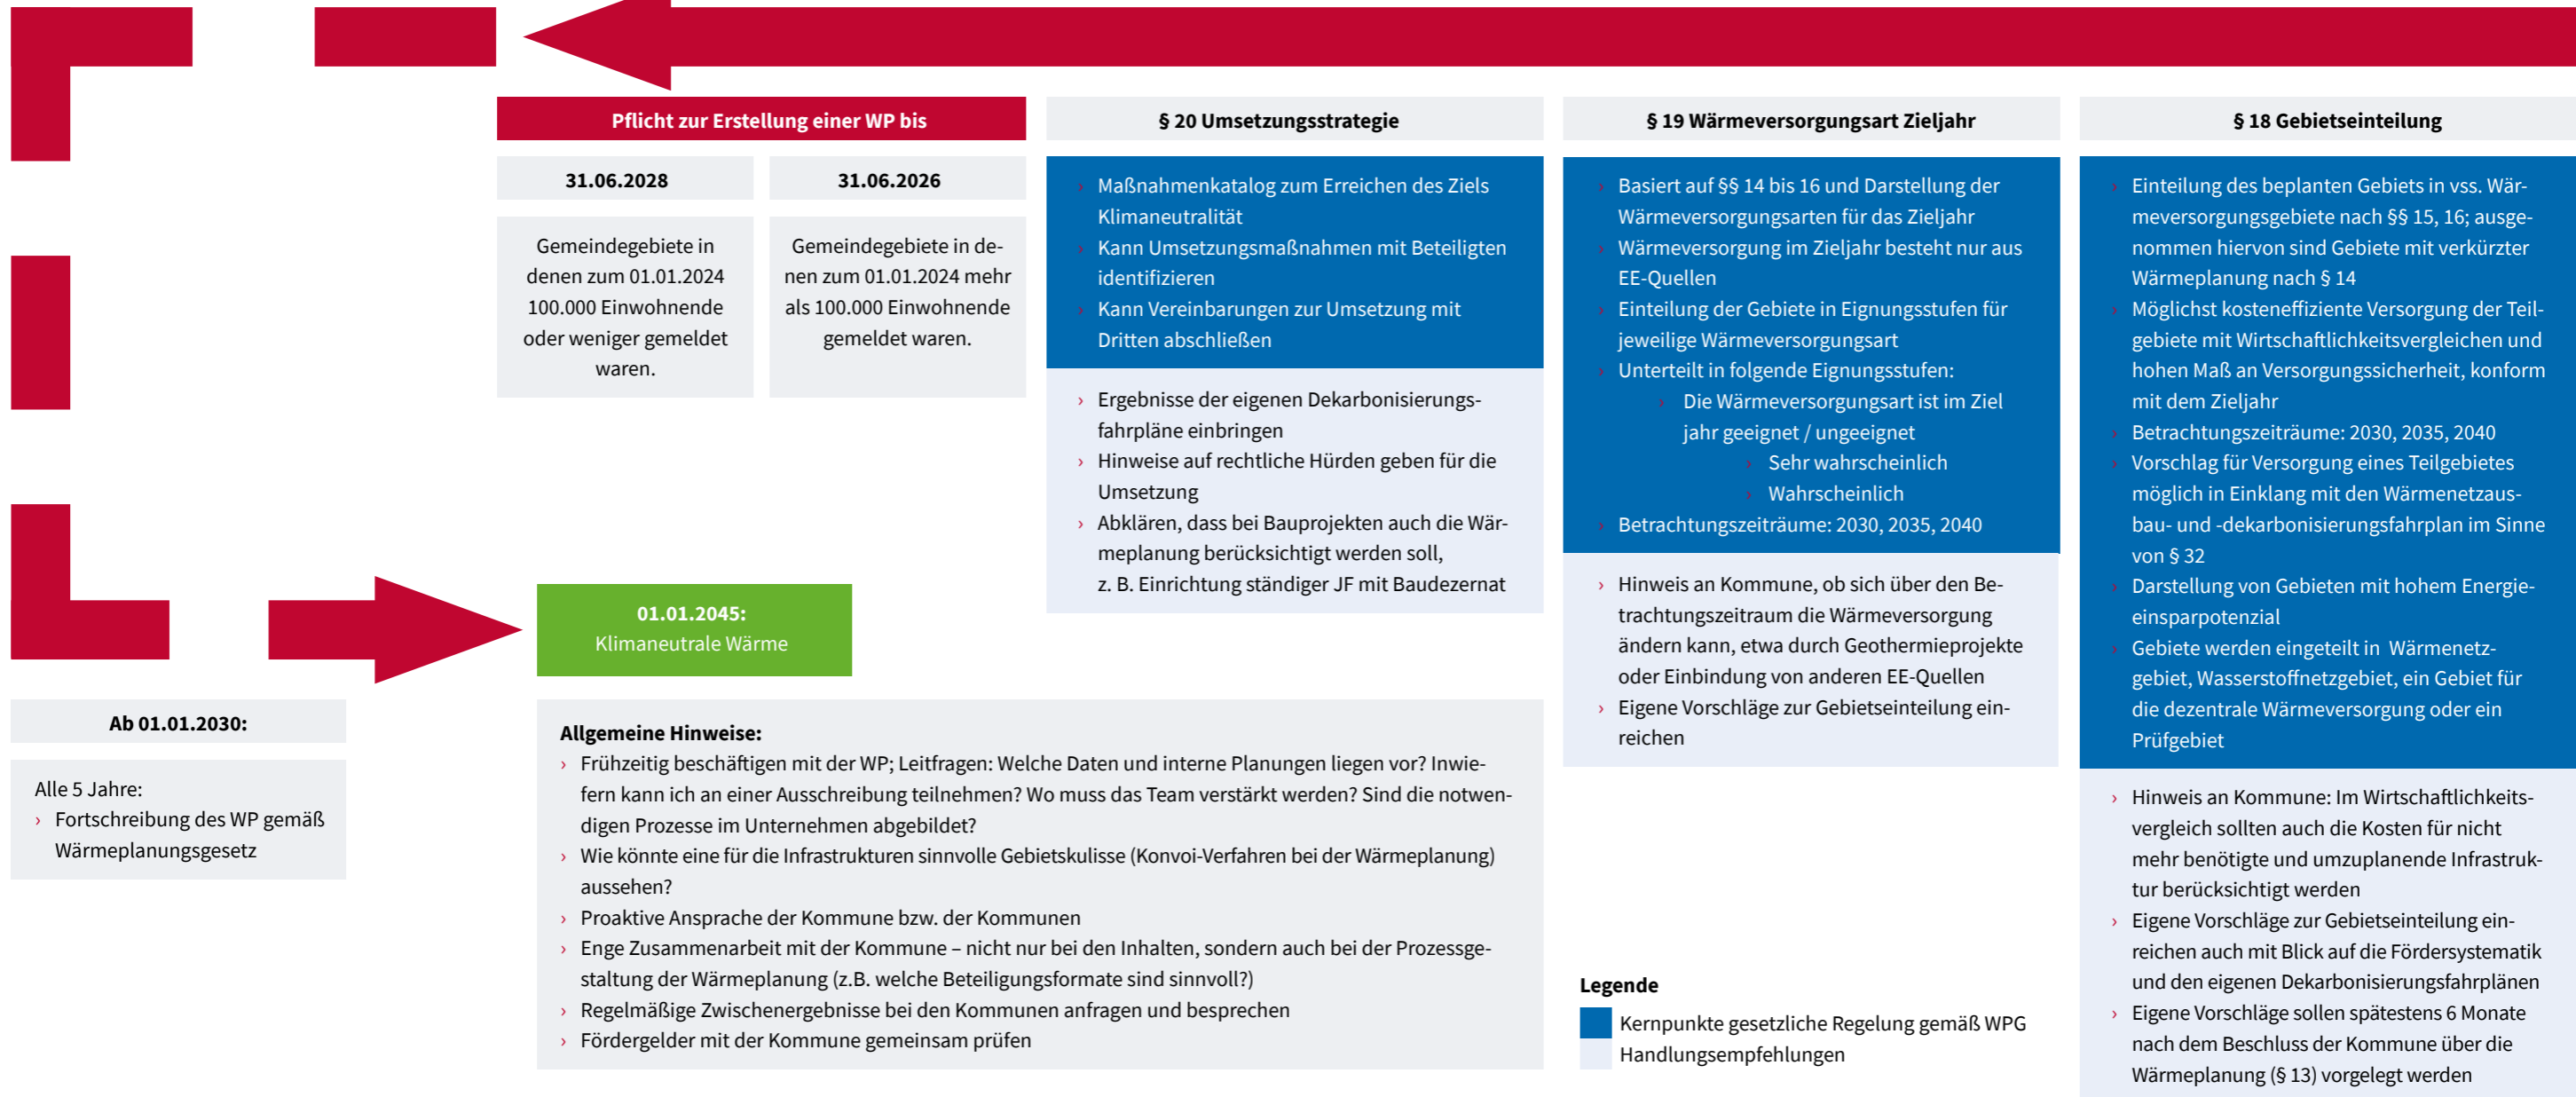 Pflicht zur Erstellung einer WP bis
31.06.2028
Gemeindegebiete in
denen zum 01.01.2024
100.000 Einwohnende
oder weniger gemeldet
waren.
31.06.2026
Gemeindegebiete in de-
nen zum 01.01.2024 mehr
als 100.000 Einwohnende
gemeldet waren.
§ 20 Umsetzungsstrategie
› Maßnahmenkatalog zum Erreichen des Ziels
Klimaneutralität
› Kann Umsetzungsmaßnahmen mit Beteiligten
identifizieren
› Kann Vereinbarungen zur Umsetzung mit
Dritten abschließen
› Ergebnisse der eigenen Dekarbonisierungs-
fahrpläne einbringen
› Hinweise auf rechtliche Hürden geben für die
Umsetzung
› Abklären, dass bei Bauprojekten auch die Wär-
meplanung berücksichtigt werden soll,
z. B. Einrichtung ständiger JF mit Baudezernat
§ 19 Wärmeversorgungsart Zieljahr
› Basiert auf §§ 14 bis 16 und Darstellung der
Wärmeversorgungsarten für das Zieljahr
› Wärmeversorgung im Zieljahr besteht nur aus
EE-Quellen
› Einteilung der Gebiete in Eignungsstufen für
jeweilige Wärmeversorgungsart
› Unterteilt in folgende Eignungsstufen:
› Die Wärmeversorgungsart ist im Ziel
jahr geeignet / ungeeignet
› Sehr wahrscheinlich
› Wahrscheinlich
› Betrachtungszeiträume: 2030, 2035, 2040
› Hinweis an Kommune, ob sich über den Be-
trachtungszeitraum die Wärmeversorgung
ändern kann, etwa durch Geothermieprojekte
oder Einbindung von anderen EE-Quellen
› Eigene Vorschläge zur Gebietseinteilung ein-
reichen
§ 18 Gebietseinteilung
› Einteilung des beplanten Gebiets in vss. Wär-
meversorgungsgebiete nach §§ 15, 16; ausge-
nommen hiervon sind Gebiete mit verkürzter
Wärmeplanung nach § 14
› Möglichst kosteneffiziente Versorgung der Teil-
gebiete mit Wirtschaftlichkeitsvergleichen und
hohen Maß an Versorgungssicherheit, konform
mit dem Zieljahr
› Betrachtungszeiträume: 2030, 2035, 2040
› Vorschlag für Versorgung eines Teilgebietes
möglich in Einklang mit den Wärmenetzaus-
bau- und -dekarbonisierungsfahrplan im Sinne
von § 32
› Darstellung von Gebieten mit hohem Energie-
einsparpotenzial
› Gebiete werden eingeteilt in Wärmenetz-
gebiet, Wasserstoffnetzgebiet, ein Gebiet für
die dezentrale Wärmeversorgung oder ein
Prüfgebiet
› Hinweis an Kommune: Im Wirtschaftlichkeits-
vergleich sollten auch die Kosten für nicht
mehr benötigte und umzuplanende Infrastruk-
tur berücksichtigt werden
› Eigene Vorschläge zur Gebietseinteilung ein-
reichen auch mit Blick auf die Fördersystematik
und den eigenen Dekarbonisierungsfahrplänen
› Eigene Vorschläge sollen spätestens 6 Monate
nach dem Beschluss der Kommune über die
Wärmeplanung (§ 13) vorgelegt werden
01.01.2045:
Klimaneutrale Wärme
Ab 01.01.2030:
Alle 5 Jahre:
› Fortschreibung des WP gemäß
Wärmeplanungsgesetz
Allgemeine Hinweise:
› Frühzeitig beschäftigen mit der WP; Leitfragen: Welche Daten und interne Planungen liegen vor? Inwie-
fern kann ich an einer Ausschreibung teilnehmen? Wo muss das Team verstärkt werden? Sind die notwen-
digen Prozesse im Unternehmen abgebildet?
› Wie könnte eine für die Infrastrukturen sinnvolle Gebietskulisse (Konvoi-Verfahren bei der Wärmeplanung)
aussehen?
› Proaktive Ansprache der Kommune bzw. der Kommunen
› Enge Zusammenarbeit mit der Kommune – nicht nur bei den Inhalten, sondern auch bei der Prozessge-
staltung der Wärmeplanung (z.B. welche Beteiligungsformate sind sinnvoll?)
› Regelmäßige Zwischenergebnisse bei den Kommunen anfragen und besprechen
› Fördergelder mit der Kommune gemeinsam prüfen
Legende
Kernpunkte gesetzliche Regelung gemäß WPG
Handlungsempfehlungen